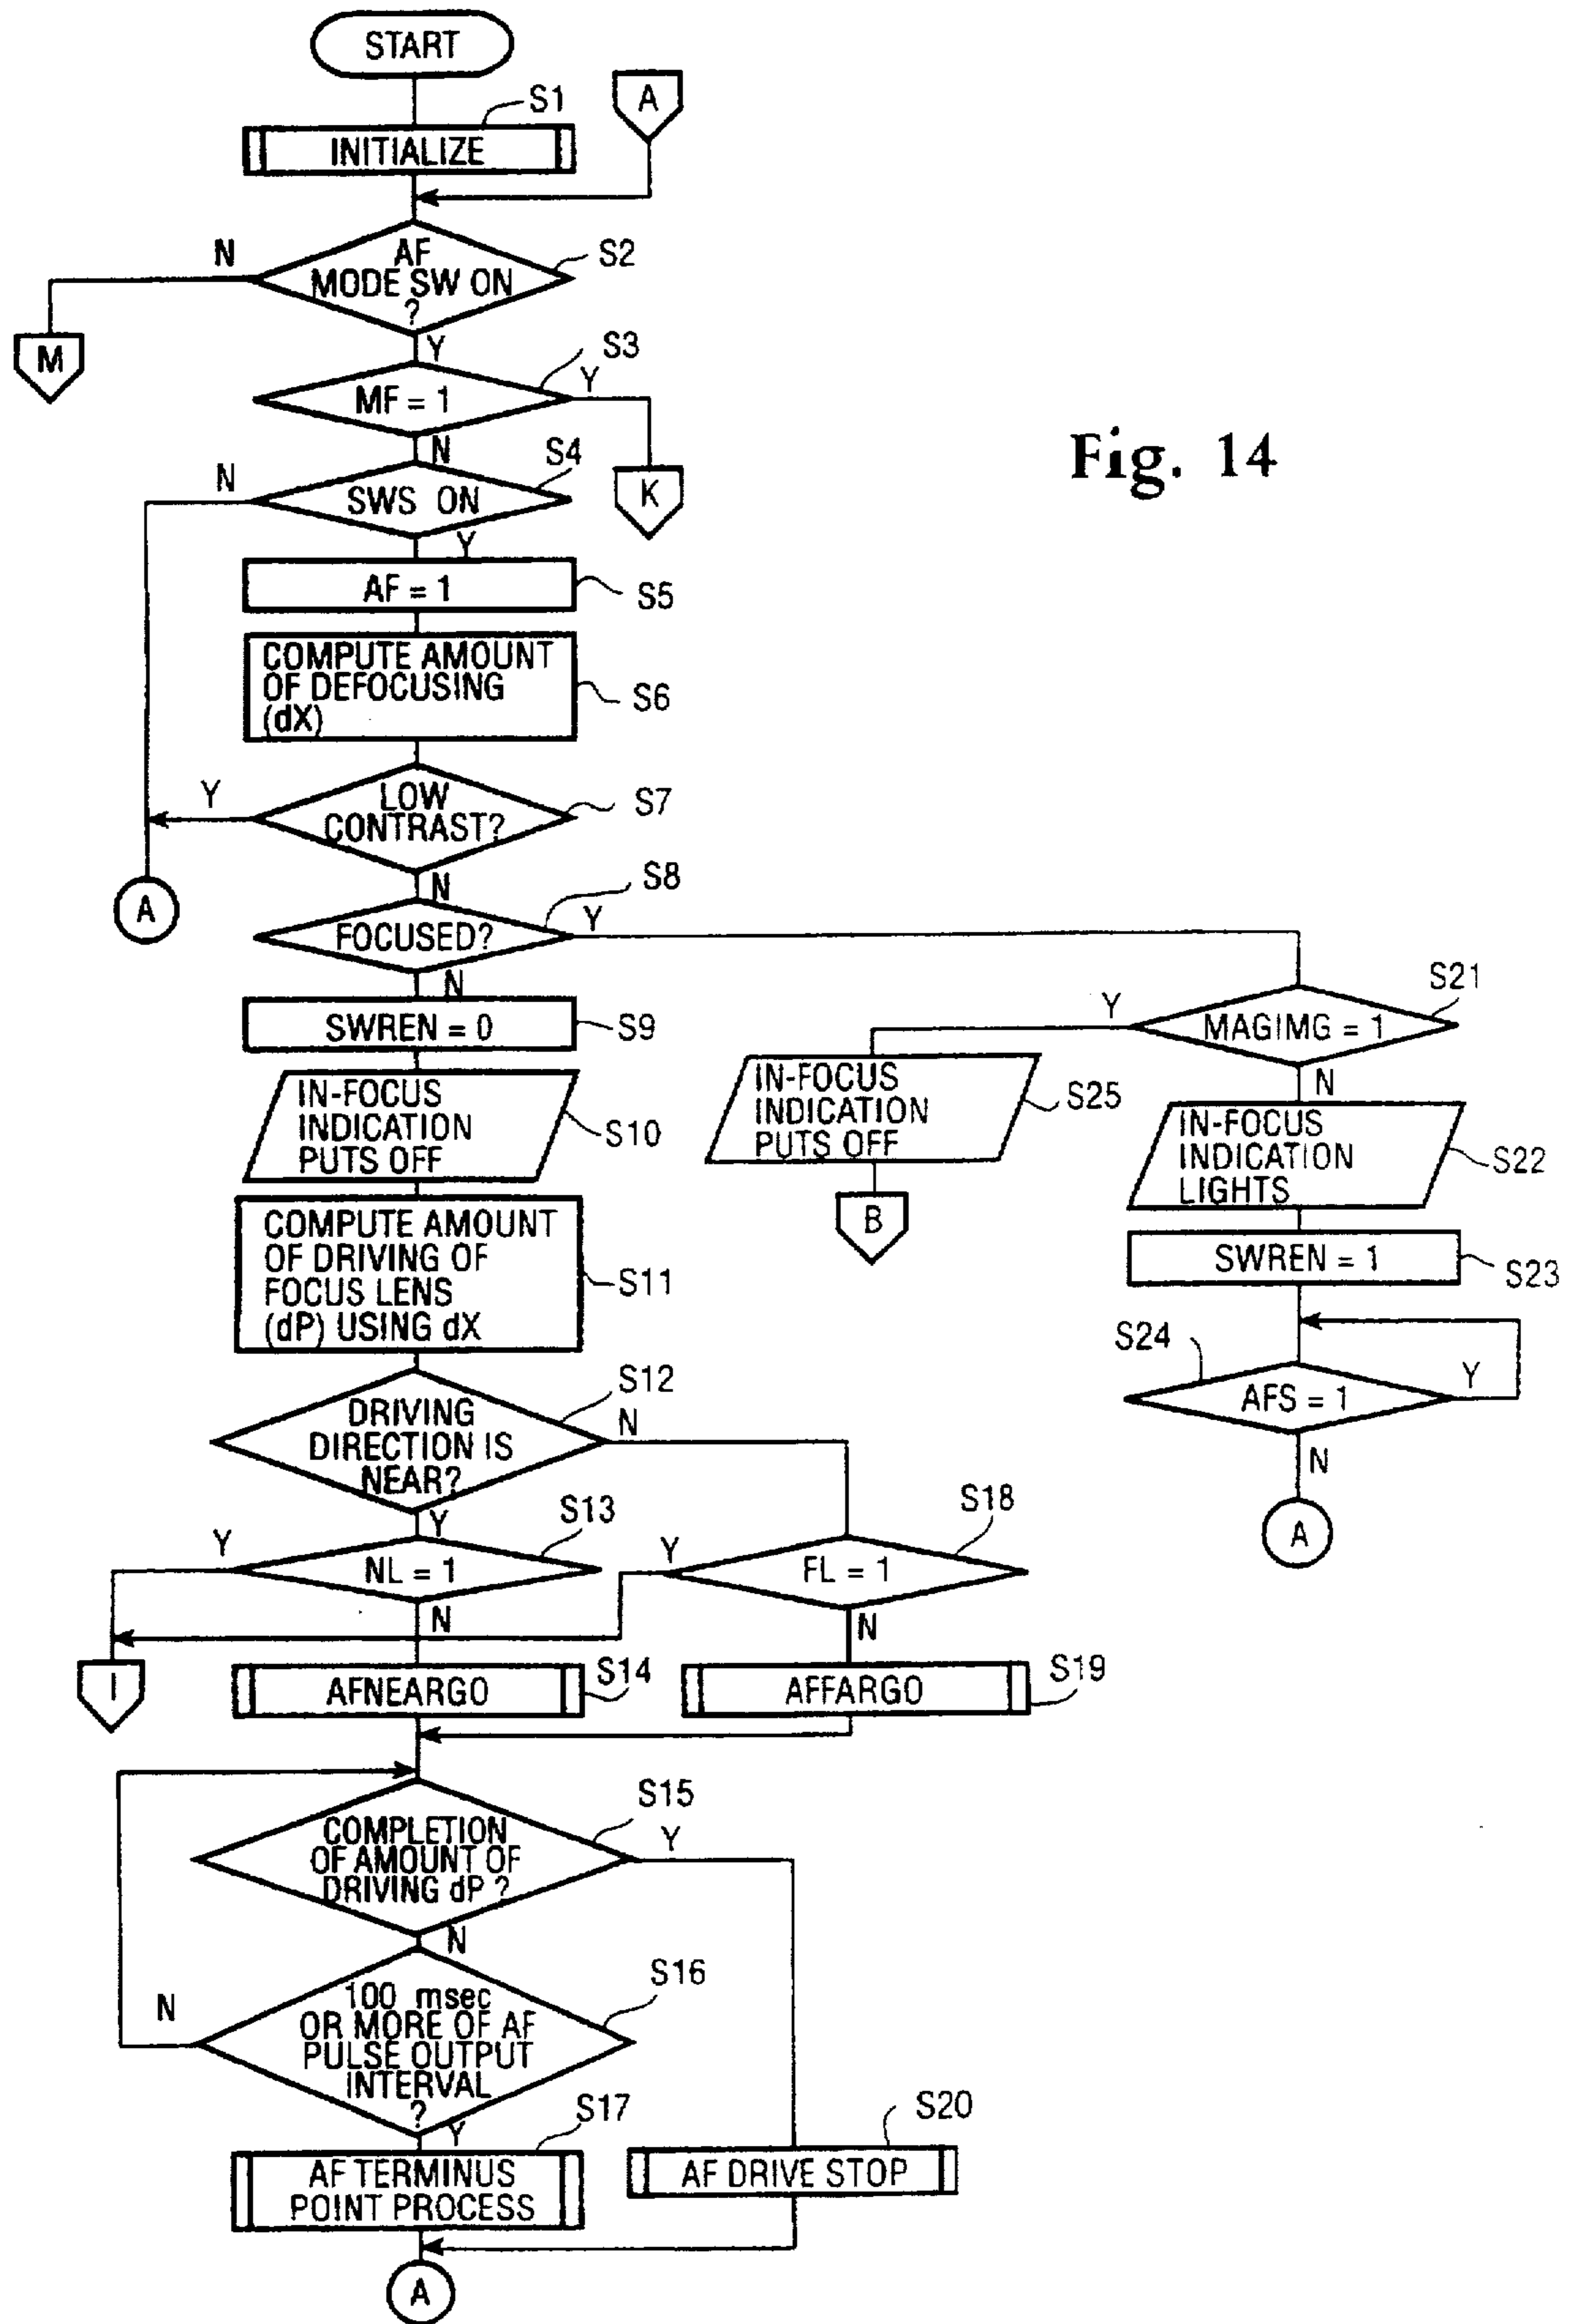 START
A
S1
INITIALIZE
N
AF
MODE SW ON
?
S2
M
Y
S3
MF = 1
Y
N
S4
N
SWS ON
K
Fig. 14
Y
AF = 1
S5
COMPUTE AMOUNT
OF DEFOCUSING
(dX)
S6
Y
LOW
CONTRAST?
S7
A
N
S8
FOCUSED?
Y
N
SWREN = 0
S9
IN-FOCUS
INDICATION
PUTS OFF
S10
COMPUTE AMOUNT
OF DRIVING OF
FOCUS LENS
(dP) USING dX
S11
S21
Y
MAGIMG = 1
N
IN-FOCUS
INDICATION
PUTS OFF
S25
B
IN-FOCUS
INDICATION
LIGHTS
S22
SWREN = 1
S23
S24
AFS = 1
Y
N
A
S12
DRIVING
DIRECTION IS
NEAR?
N
Y
S13
Y
NL = 1
N
S18
Y
FL = 1
N
I
AFNEARGO
S14
AFFARGO
S19
S15
COMPLETION
OF AMOUNT OF
DRIVING dP ?
Y
N
S16
N
100 msec
OR MORE OF AF
PULSE OUTPUT
INTERVAL
?
Y
S17
AF TERMINUS
POINT PROCESS
S20
AF DRIVE STOP
A